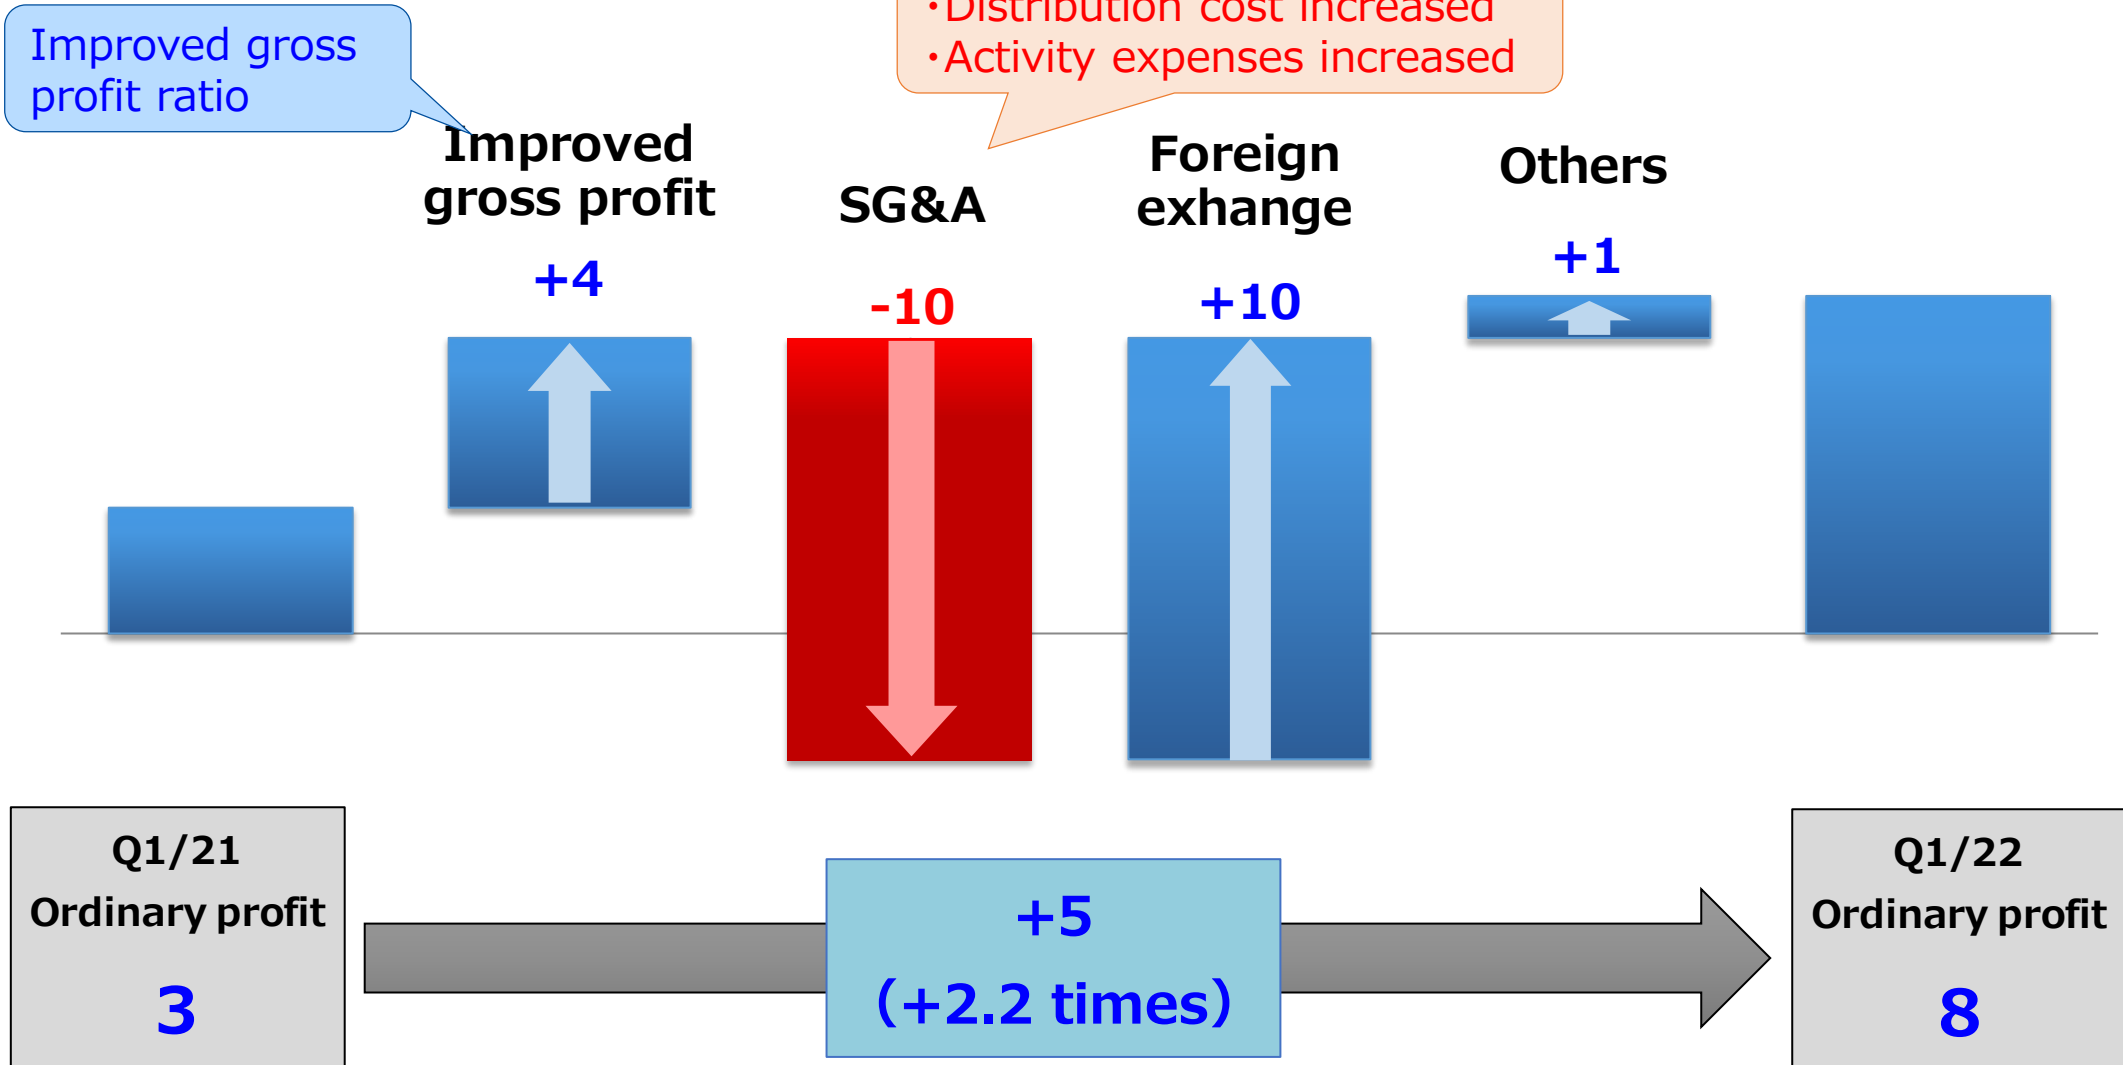 ・Distribution cost increased
・Activity expenses increased
Improved gross
profit ratio
Improved
gross profit
+4
SG&A
-10
Foreign
exhange
+10
Others
+1
Q1/21
Ordinary profit
3
+5
(+2.2 times)
Q1/22
Ordinary profit
8